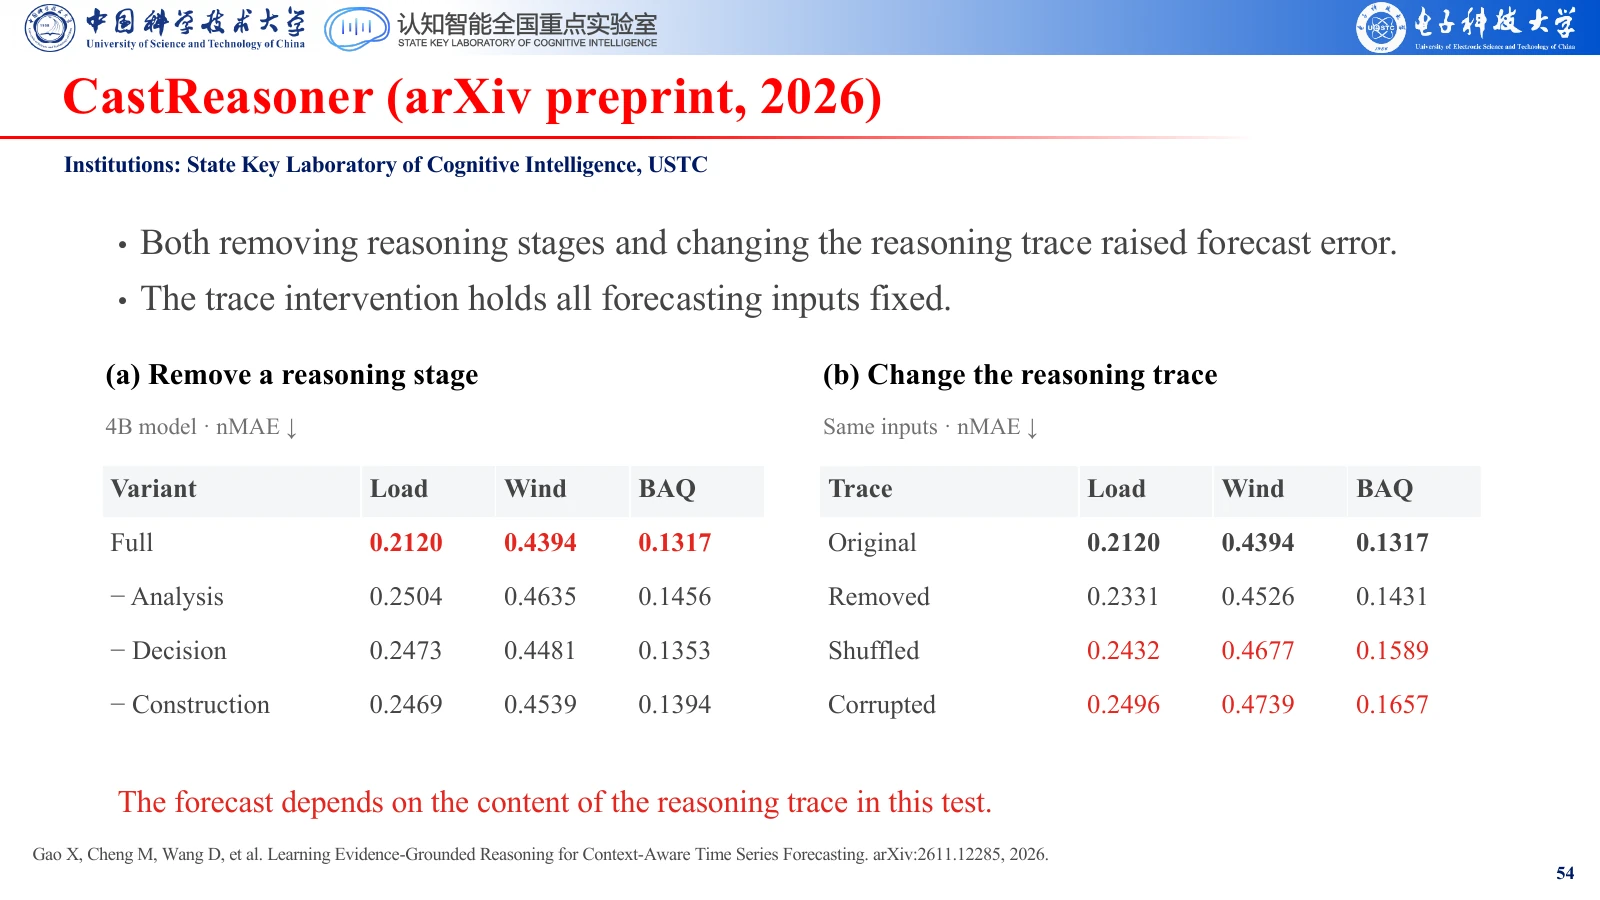 中国科学技术大学
University of Science and Technology of China
认知智能全国重点实验室
STATE KEY LABORATORY OF COGNITIVE INTELLIGENCE
电子科技大学
University of Electronic Science and Technology of China
CastReasoner (arXiv preprint, 2026)
Institutions: State Key Laboratory of Cognitive Intelligence, USTC
• Both removing reasoning stages and changing the reasoning trace raised forecast error.
• The trace intervention holds all forecasting inputs fixed.
(a) Remove a reasoning stage
4B model · nMAE ↓
Variant Load Wind BAQ
Full 0.2120 0.4394 0.1317
− Analysis 0.2504 0.4635 0.1456
− Decision 0.2473 0.4481 0.1353
− Construction 0.2469 0.4539 0.1394
(b) Change the reasoning trace
Same inputs · nMAE ↓
Trace Load Wind BAQ
Original 0.2120 0.4394 0.1317
Removed 0.2331 0.4526 0.1431
Shuffled 0.2432 0.4677 0.1589
Corrupted 0.2496 0.4739 0.1657
The forecast depends on the content of the reasoning trace in this test.
Gao X, Cheng M, Wang D, et al. Learning Evidence-Grounded Reasoning for Context-Aware Time Series Forecasting. arXiv:2611.12285, 2026.
54